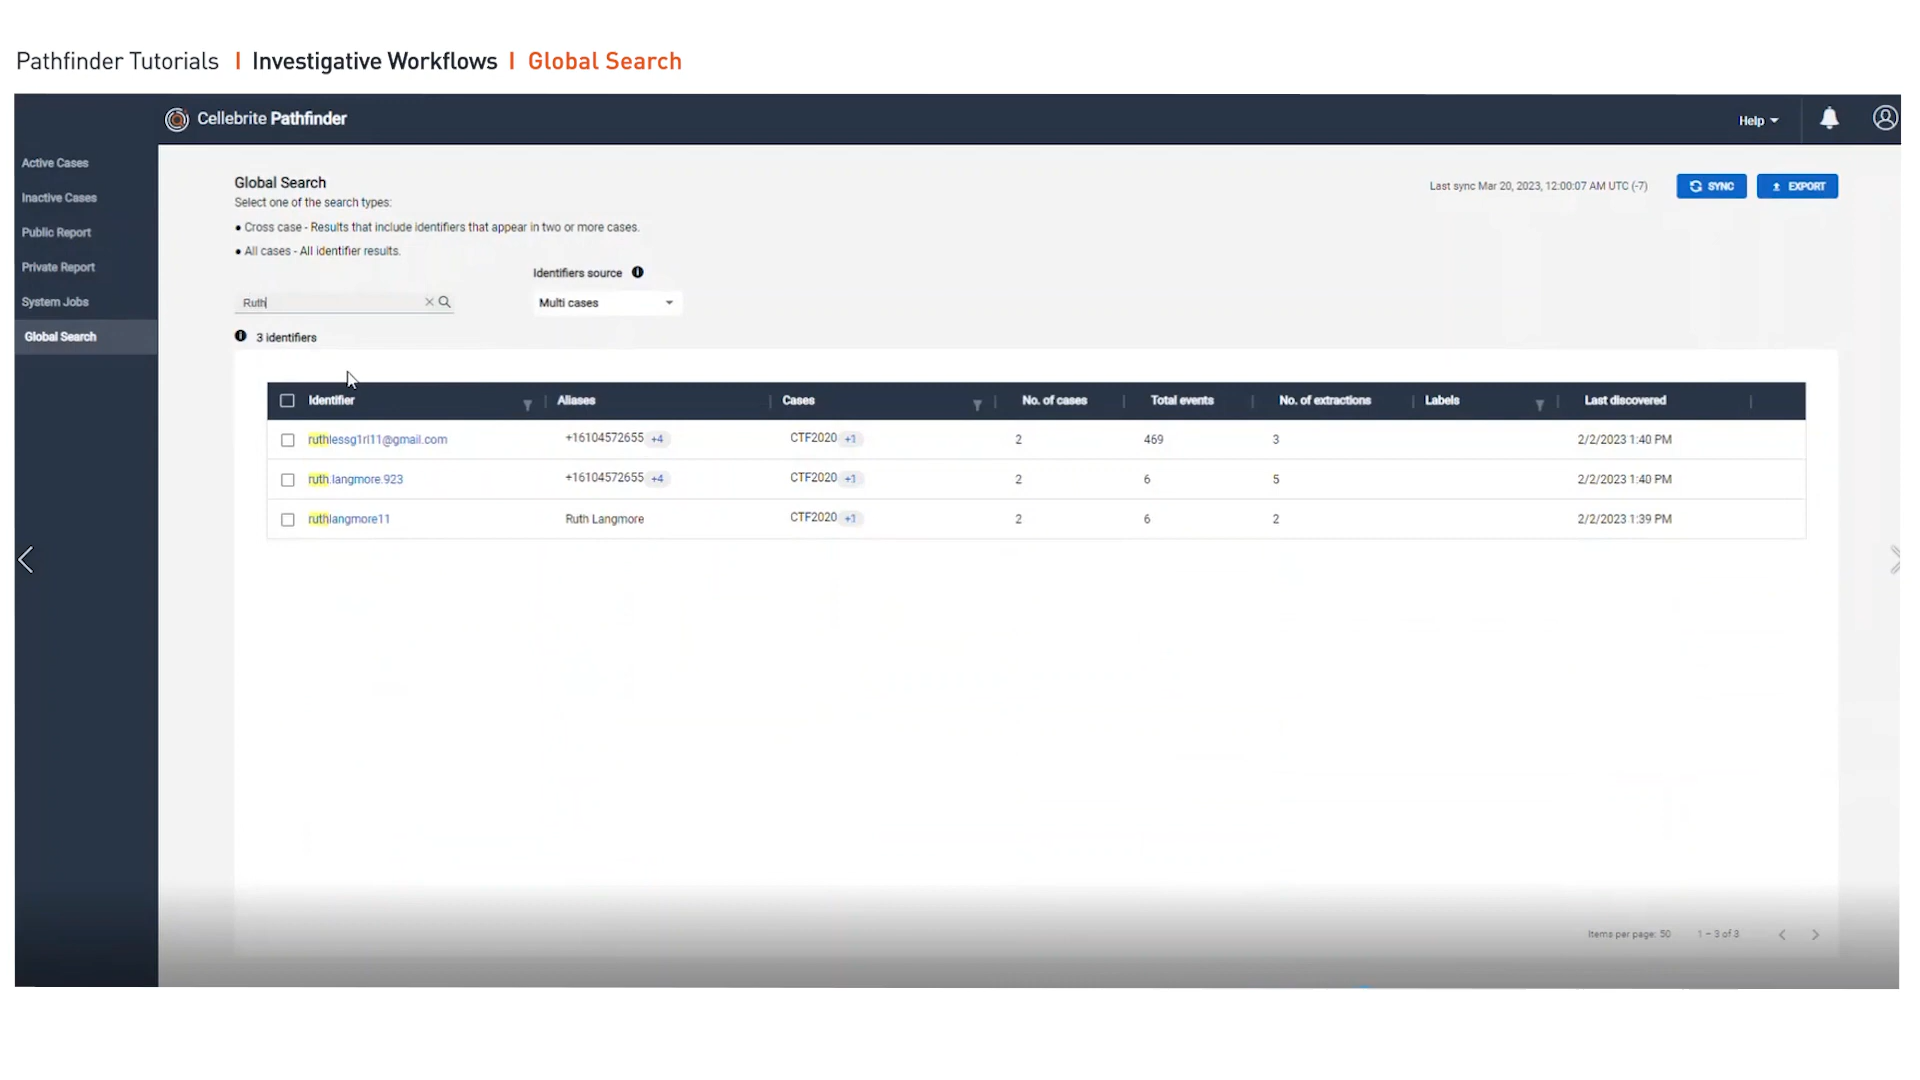 Pathfinder Tutorials | Investigative Workflows | Global Search
Cellebrite Pathfinder
Help
Active Cases
Inactive Cases
Public Report
Private Report
System Jobs
Global Search
Global Search
Select one of the search types:
• Cross case - Results that include identifiers that appear in two or more cases.
• All cases - All identifier results.
Last sync Mar 20, 2023, 12:00:07 AM UTC (-7)
SYNC
EXPORT
Identifiers source
Ruth
Multi cases
3 identifiers
Identifier Aliases Cases No. of cases Total events No. of extractions Labels Last discovered
ruthlessg1rl11@gmail.com +16104572655 +4 CTF2020 +1 2 469 3 2/2/2023 1:40 PM
ruth.langmore.923 +16104572655 +4 CTF2020 +1 2 6 5 2/2/2023 1:40 PM
ruthlangmore11 Ruth Langmore CTF2020 +1 2 6 2 2/2/2023 1:39 PM
Items per page: 50 1 – 3 of 3